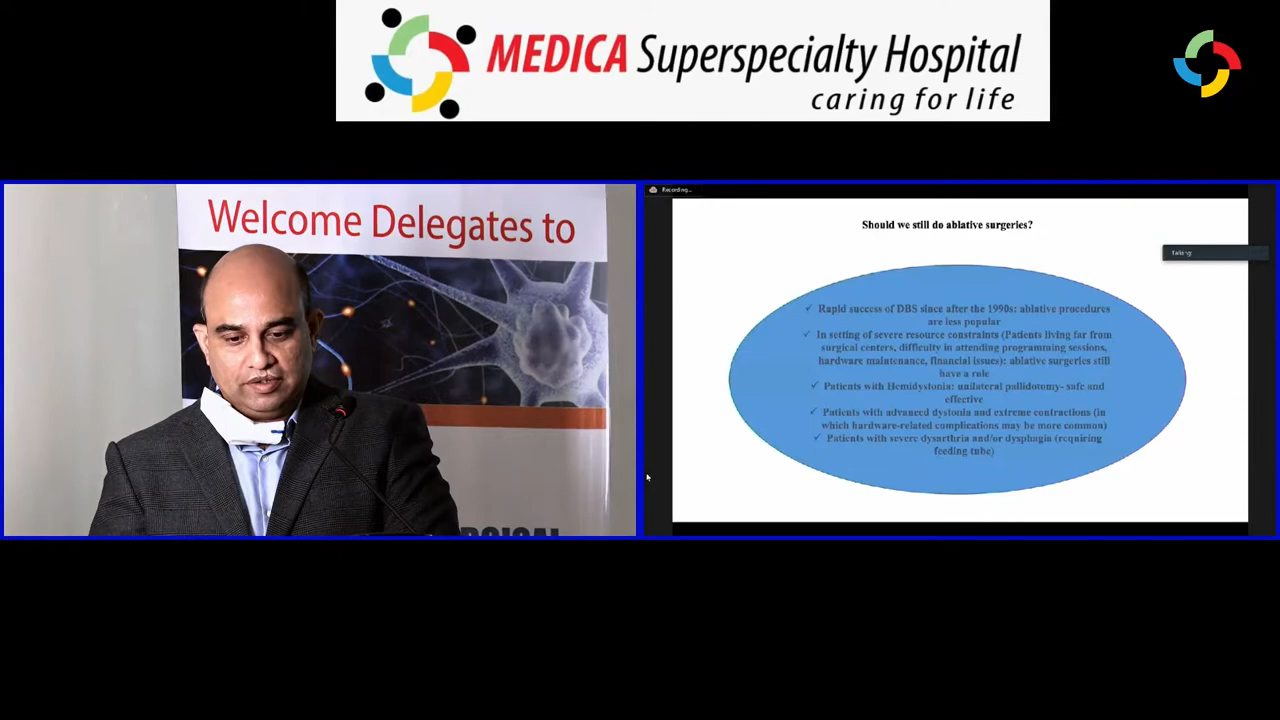 MEDICA Superspecialty Hospital
caring for life
Welcome Delegates to
Recording...
Should we still do ablative surgeries?
Talking:
✓ Rapid success of DBS since after the 1990s: ablative procedures
are less popular
✓ In setting of severe resource constraints (Patients living far from
surgical centers, difficulty in attending programming sessions,
hardware maintenance, financial issues): ablative surgeries still
have a role
✓ Patients with Hemidystonia: unilateral pallidotomy- safe and
effective
✓ Patients with advanced dystonia and extreme contractions (in
which hardware-related complications may be more common)
✓ Patients with severe dysarthria and/or dysphagia (requiring
feeding tube)